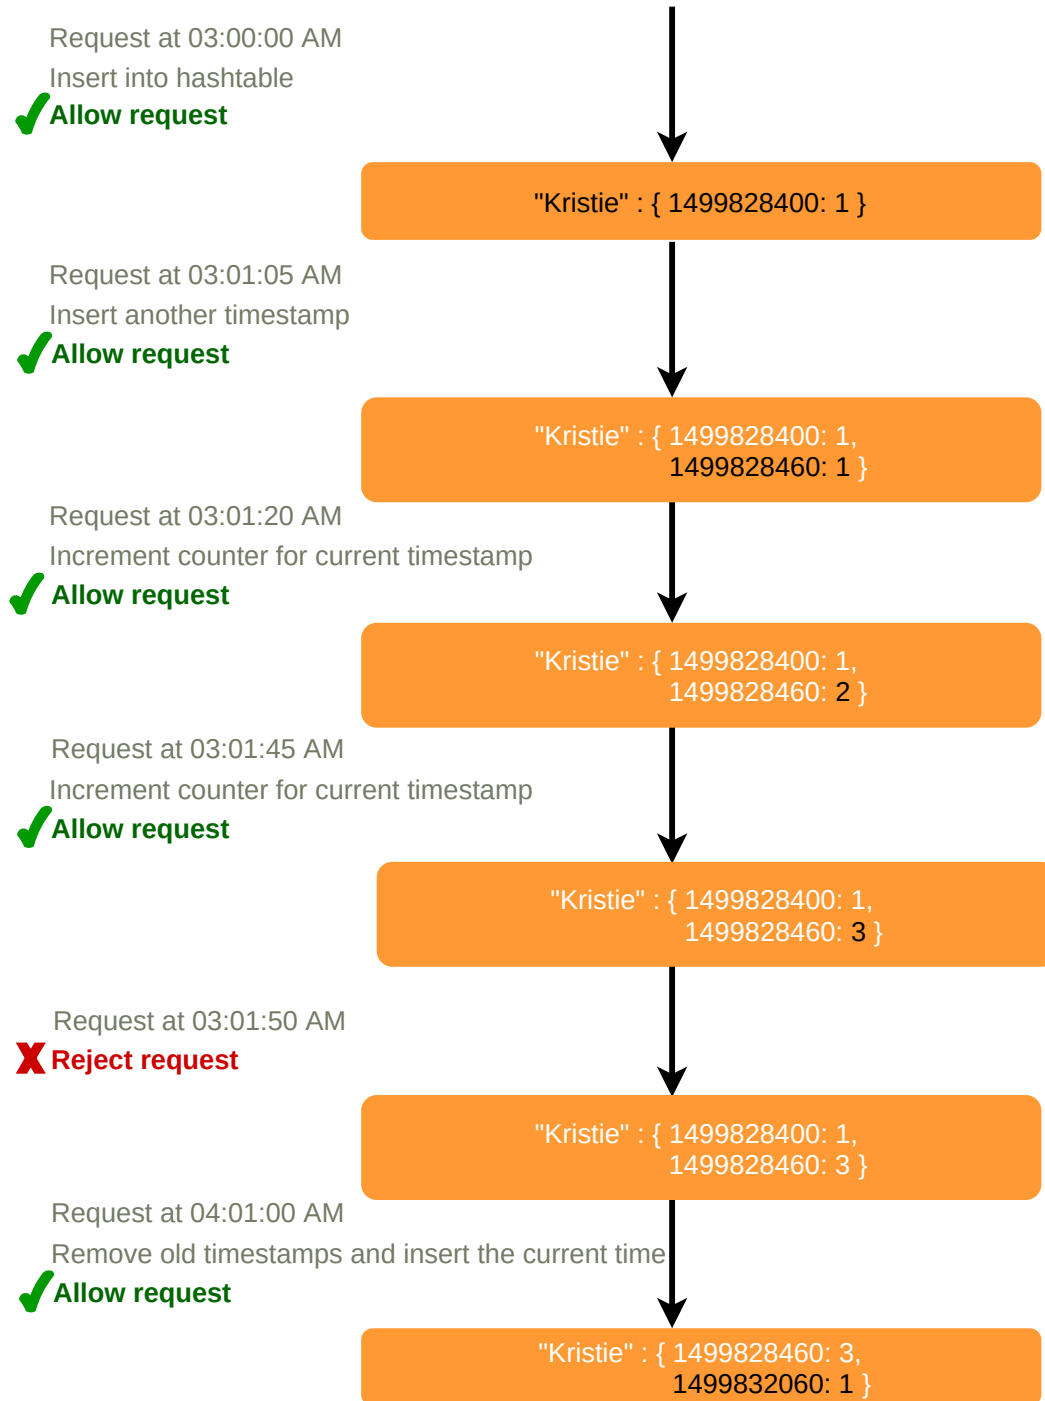 Request at 03:00:00 AM
Insert into hashtable
Allow request
"Kristie" : { 1499828400: 1 }
Request at 03:01:05 AM
Insert another timestamp
Allow request
"Kristie" : { 1499828400: 1,
1499828460: 1 }
Request at 03:01:20 AM
Increment counter for current timestamp
Allow request
"Kristie" : { 1499828400: 1,
1499828460: 2 }
Request at 03:01:45 AM
Increment counter for current timestamp
Allow request
"Kristie" : { 1499828400: 1,
1499828460: 3 }
Request at 03:01:50 AM
Reject request
"Kristie" : { 1499828400: 1,
1499828460: 3 }
Request at 04:01:00 AM
Remove old timestamps and insert the current time
Allow request
"Kristie" : { 1499828460: 3,
1499832060: 1 }